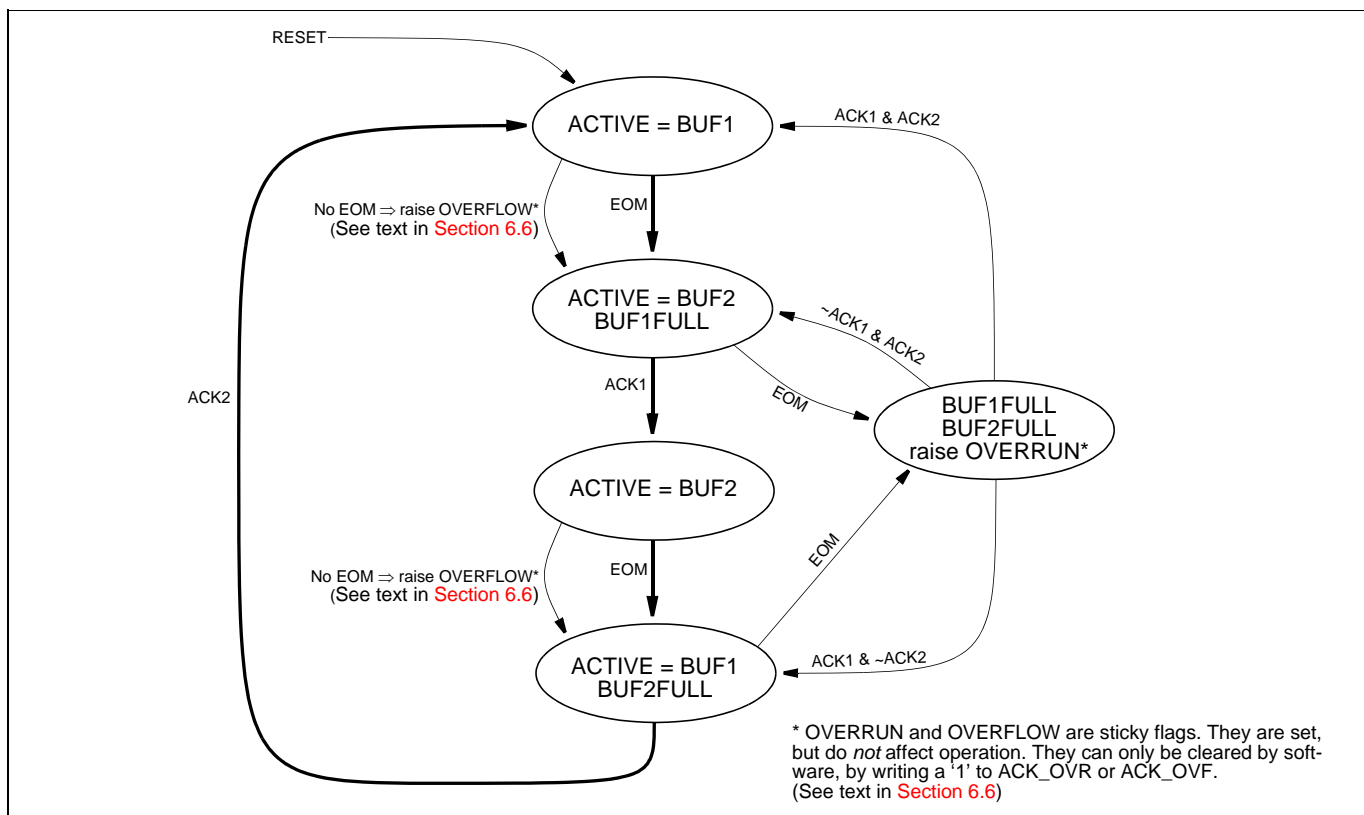 RESET
ACTIVE = BUF1
ACK1 & ACK2
No EOM ⇒ raise OVERFLOW*
(See text in Section 6.6)
EOM
ACTIVE = BUF2
BUF1FULL
~ACK1 & ACK2
EOM
ACK2
ACK1
BUF1FULL
BUF2FULL
raise OVERRUN*
ACTIVE = BUF2
No EOM ⇒ raise OVERFLOW*
(See text in Section 6.6)
EOM
EOM
ACTIVE = BUF1
BUF2FULL
ACK1 & ~ACK2
* OVERRUN and OVERFLOW are sticky flags. They are set,
but do not affect operation. They can only be cleared by soft-
ware, by writing a ‘1’ to ACK_OVR or ACK_OVF.
(See text in Section 6.6)